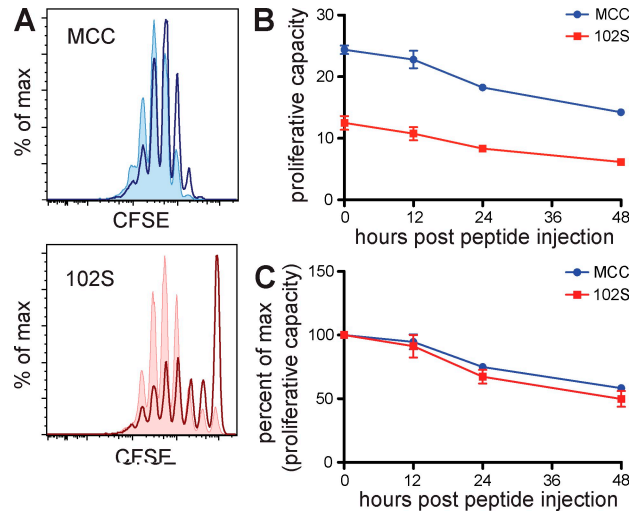 A
MCC
% of max
CFSE
102S
% of max
CFSE
B
MCC
102S
proliferative capacity
30
20
10
0
0 12 24 36 48
hours post peptide injection
C
MCC
102S
percent of max
(proliferative capacity)
150
100
50
0
0 12 24 36 48
hours post peptide injection